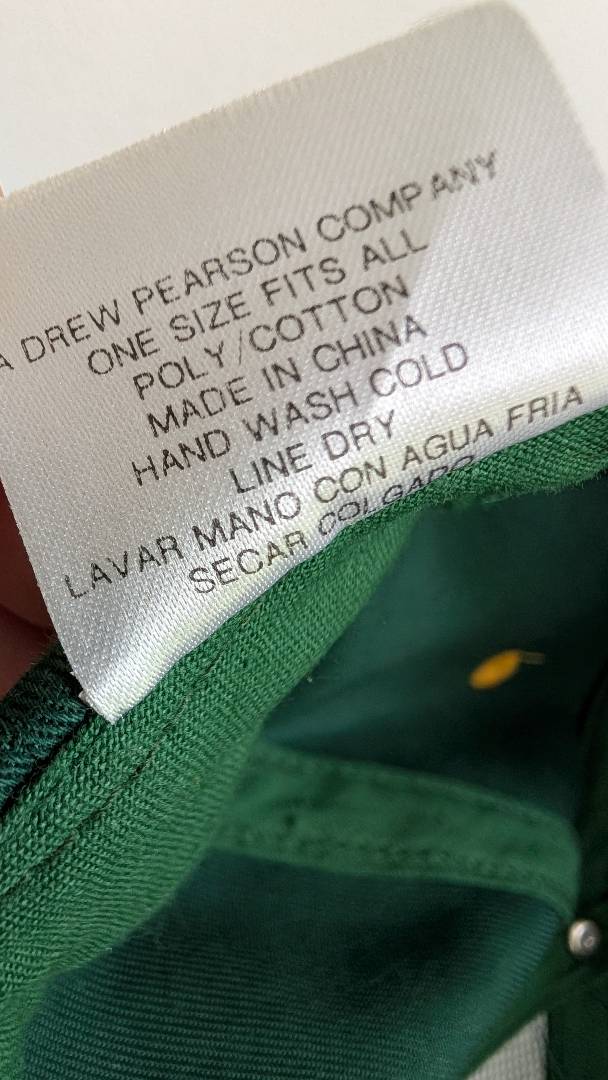 A DREW PEARSON COMPANY
ONE SIZE FITS ALL
POLY/COTTON
MADE IN CHINA
HAND WASH COLD
LINE DRY
LAVAR MANO CON AGUA FRIA
SECAR COLGADO